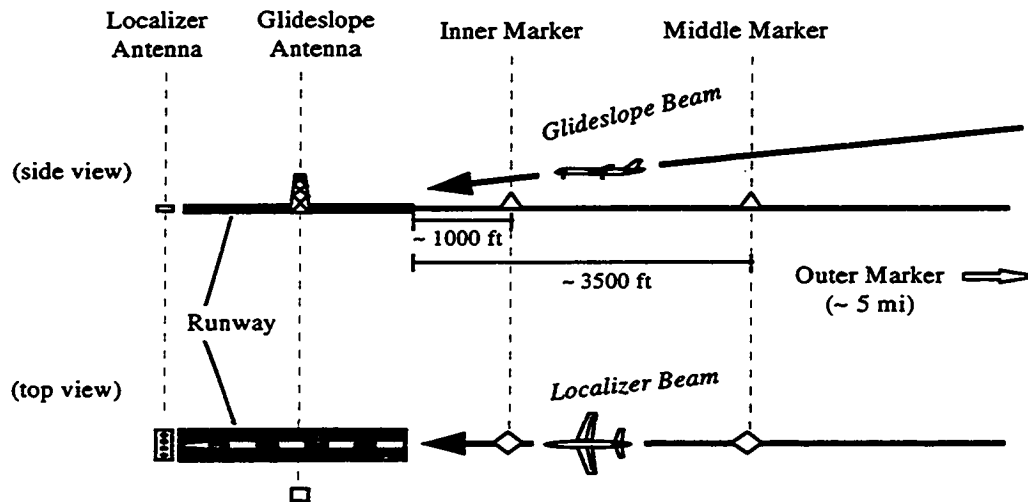 Localizer
Antenna
Glideslope
Antenna
Inner Marker
Middle Marker
Glideslope Beam
(side view)
~ 1000 ft
~ 3500 ft
Outer Marker
(~ 5 mi)
Runway
(top view)
Localizer Beam